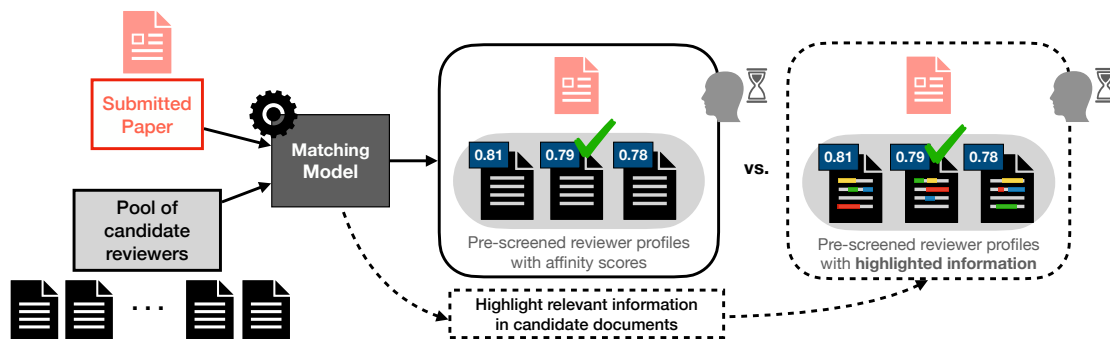 Submitted
Paper
Pool of
candidate
reviewers
. . .
Matching
Model
0.81
0.79
0.78
Pre-screened reviewer profiles
with affinity scores
Highlight relevant information
in candidate documents
vs.
0.81
0.79
0.78
Pre-screened reviewer profiles
with highlighted information